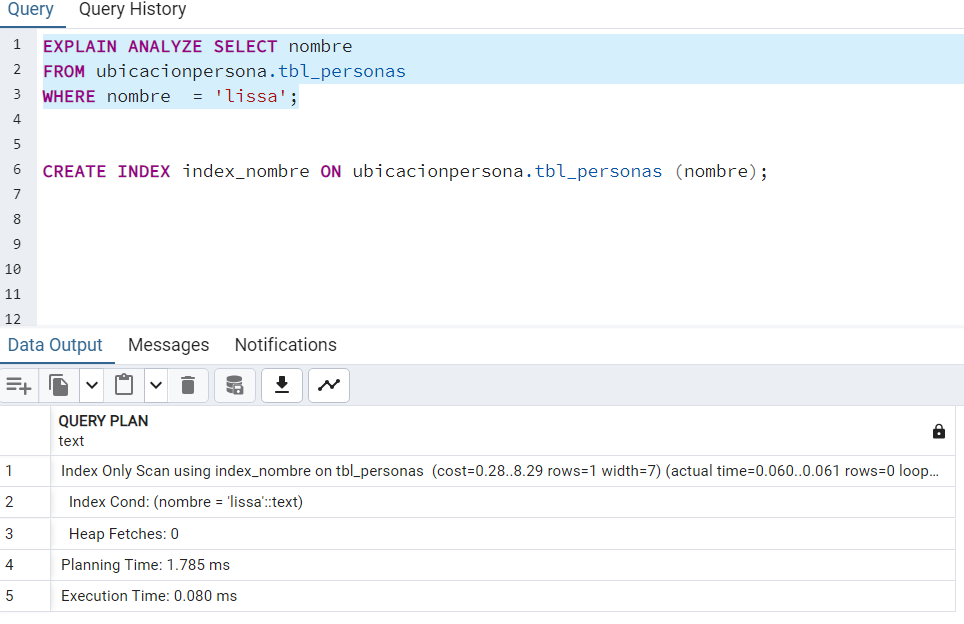 Query Query History
1 EXPLAIN ANALYZE SELECT nombre
2 FROM ubicacionpersona.tbl_personas
3 WHERE nombre  = 'lissa';
4
5
6 CREATE INDEX index_nombre ON ubicacionpersona.tbl_personas (nombre);
7
8
9
10
11
12
Data Output Messages Notifications
QUERY PLAN
text
1 Index Only Scan using index_nombre on tbl_personas  (cost=0.28..8.29 rows=1 width=7) (actual time=0.060..0.061 rows=0 loop...
2 Index Cond: (nombre = 'lissa'::text)
3 Heap Fetches: 0
4 Planning Time: 1.785 ms
5 Execution Time: 0.080 ms